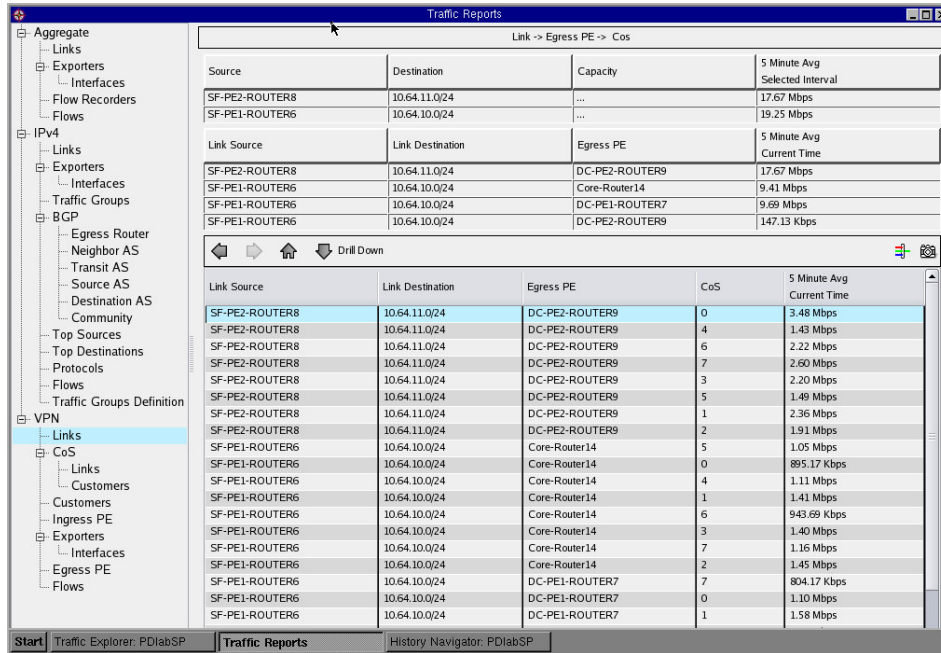 Traffic Reports
Aggregate
Links
Exporters
Interfaces
Flow Recorders
Flows
IPv4
Links
Exporters
Interfaces
Traffic Groups
BGP
Egress Router
Neighbor AS
Transit AS
Source AS
Destination AS
Community
Top Sources
Top Destinations
Protocols
Flows
Traffic Groups Definition
VPN
Links
CoS
Links
Customers
Customers
Ingress PE
Exporters
Interfaces
Egress PE
Flows
Link -> Egress PE -> Cos
Source Destination Capacity 5 Minute Avg Selected Interval
SF-PE2-ROUTER8 10.64.11.0/24 ... 17.67 Mbps
SF-PE1-ROUTER6 10.64.10.0/24 ... 19.25 Mbps
Link Source Link Destination Egress PE 5 Minute Avg Current Time
SF-PE2-ROUTER8 10.64.11.0/24 DC-PE2-ROUTER9 17.67 Mbps
SF-PE1-ROUTER6 10.64.10.0/24 Core-Router14 9.41 Mbps
SF-PE1-ROUTER6 10.64.10.0/24 DC-PE1-ROUTER7 9.69 Mbps
SF-PE1-ROUTER6 10.64.10.0/24 DC-PE2-ROUTER9 147.13 Kbps
Drill Down
Link Source Link Destination Egress PE CoS 5 Minute Avg Current Time
SF-PE2-ROUTER8 10.64.11.0/24 DC-PE2-ROUTER9 0 3.48 Mbps
SF-PE2-ROUTER8 10.64.11.0/24 DC-PE2-ROUTER9 4 1.43 Mbps
SF-PE2-ROUTER8 10.64.11.0/24 DC-PE2-ROUTER9 6 2.22 Mbps
SF-PE2-ROUTER8 10.64.11.0/24 DC-PE2-ROUTER9 7 2.60 Mbps
SF-PE2-ROUTER8 10.64.11.0/24 DC-PE2-ROUTER9 3 2.20 Mbps
SF-PE2-ROUTER8 10.64.11.0/24 DC-PE2-ROUTER9 5 1.49 Mbps
SF-PE2-ROUTER8 10.64.11.0/24 DC-PE2-ROUTER9 1 2.36 Mbps
SF-PE2-ROUTER8 10.64.11.0/24 DC-PE2-ROUTER9 2 1.91 Mbps
SF-PE1-ROUTER6 10.64.10.0/24 Core-Router14 5 1.05 Mbps
SF-PE1-ROUTER6 10.64.10.0/24 Core-Router14 0 895.17 Kbps
SF-PE1-ROUTER6 10.64.10.0/24 Core-Router14 4 1.11 Mbps
SF-PE1-ROUTER6 10.64.10.0/24 Core-Router14 1 1.41 Mbps
SF-PE1-ROUTER6 10.64.10.0/24 Core-Router14 6 943.69 Kbps
SF-PE1-ROUTER6 10.64.10.0/24 Core-Router14 3 1.40 Mbps
SF-PE1-ROUTER6 10.64.10.0/24 Core-Router14 7 1.16 Mbps
SF-PE1-ROUTER6 10.64.10.0/24 Core-Router14 2 1.45 Mbps
SF-PE1-ROUTER6 10.64.10.0/24 DC-PE1-ROUTER7 7 804.17 Kbps
SF-PE1-ROUTER6 10.64.10.0/24 DC-PE1-ROUTER7 0 1.10 Mbps
SF-PE1-ROUTER6 10.64.10.0/24 DC-PE1-ROUTER7 1 1.58 Mbps
Start Traffic Explorer: PDlabSP Traffic Reports History Navigator: PDlabSP